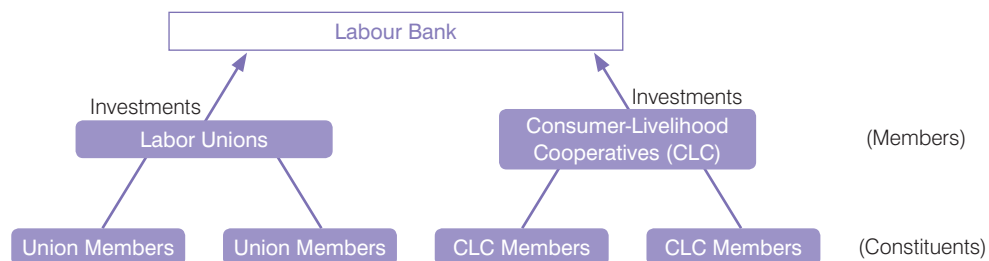 Labour Bank
Investments
Investments
Labor Unions
Consumer-Livelihood
Cooperatives (CLC)
(Members)
Union Members
Union Members
CLC Members
CLC Members
(Constituents)